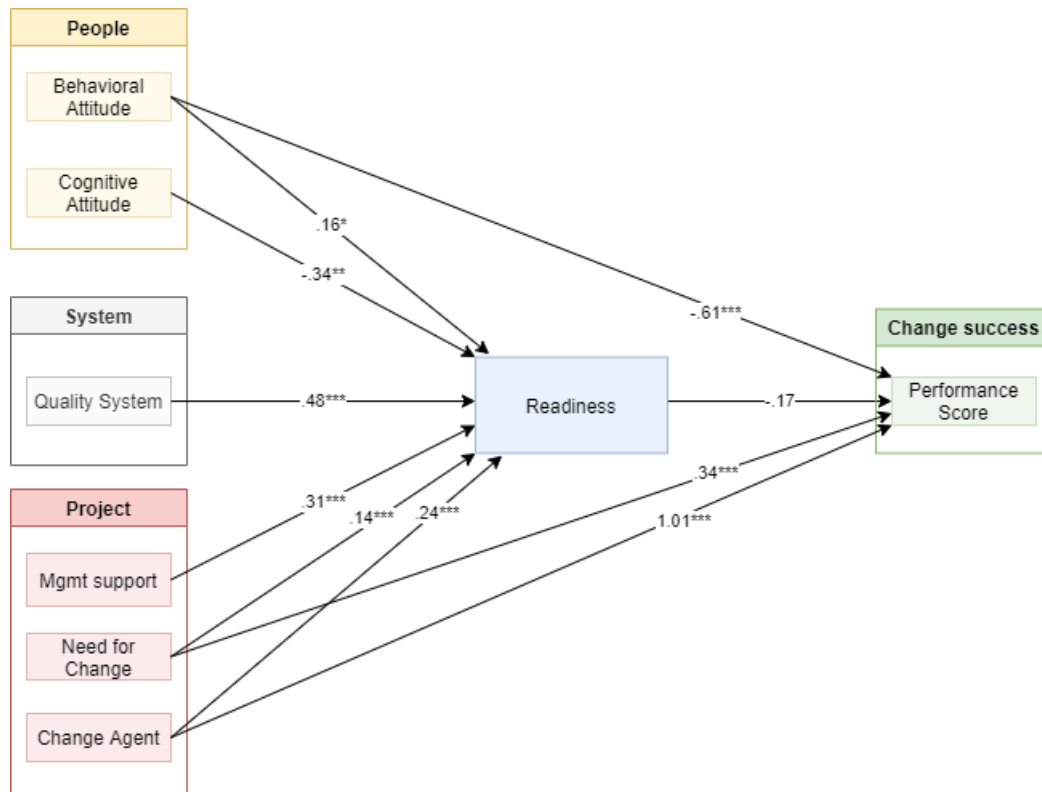 People
Behavioral
Attitude
Cognitive
Attitude
.16*
-.34**
System
Quality System
.48***
Readiness
-.61***
Change success
Performance
Score
-.17
Project
Mgmt support
.31***
.14***
.24***
.34***
1.01***
Need for
Change
Change Agent